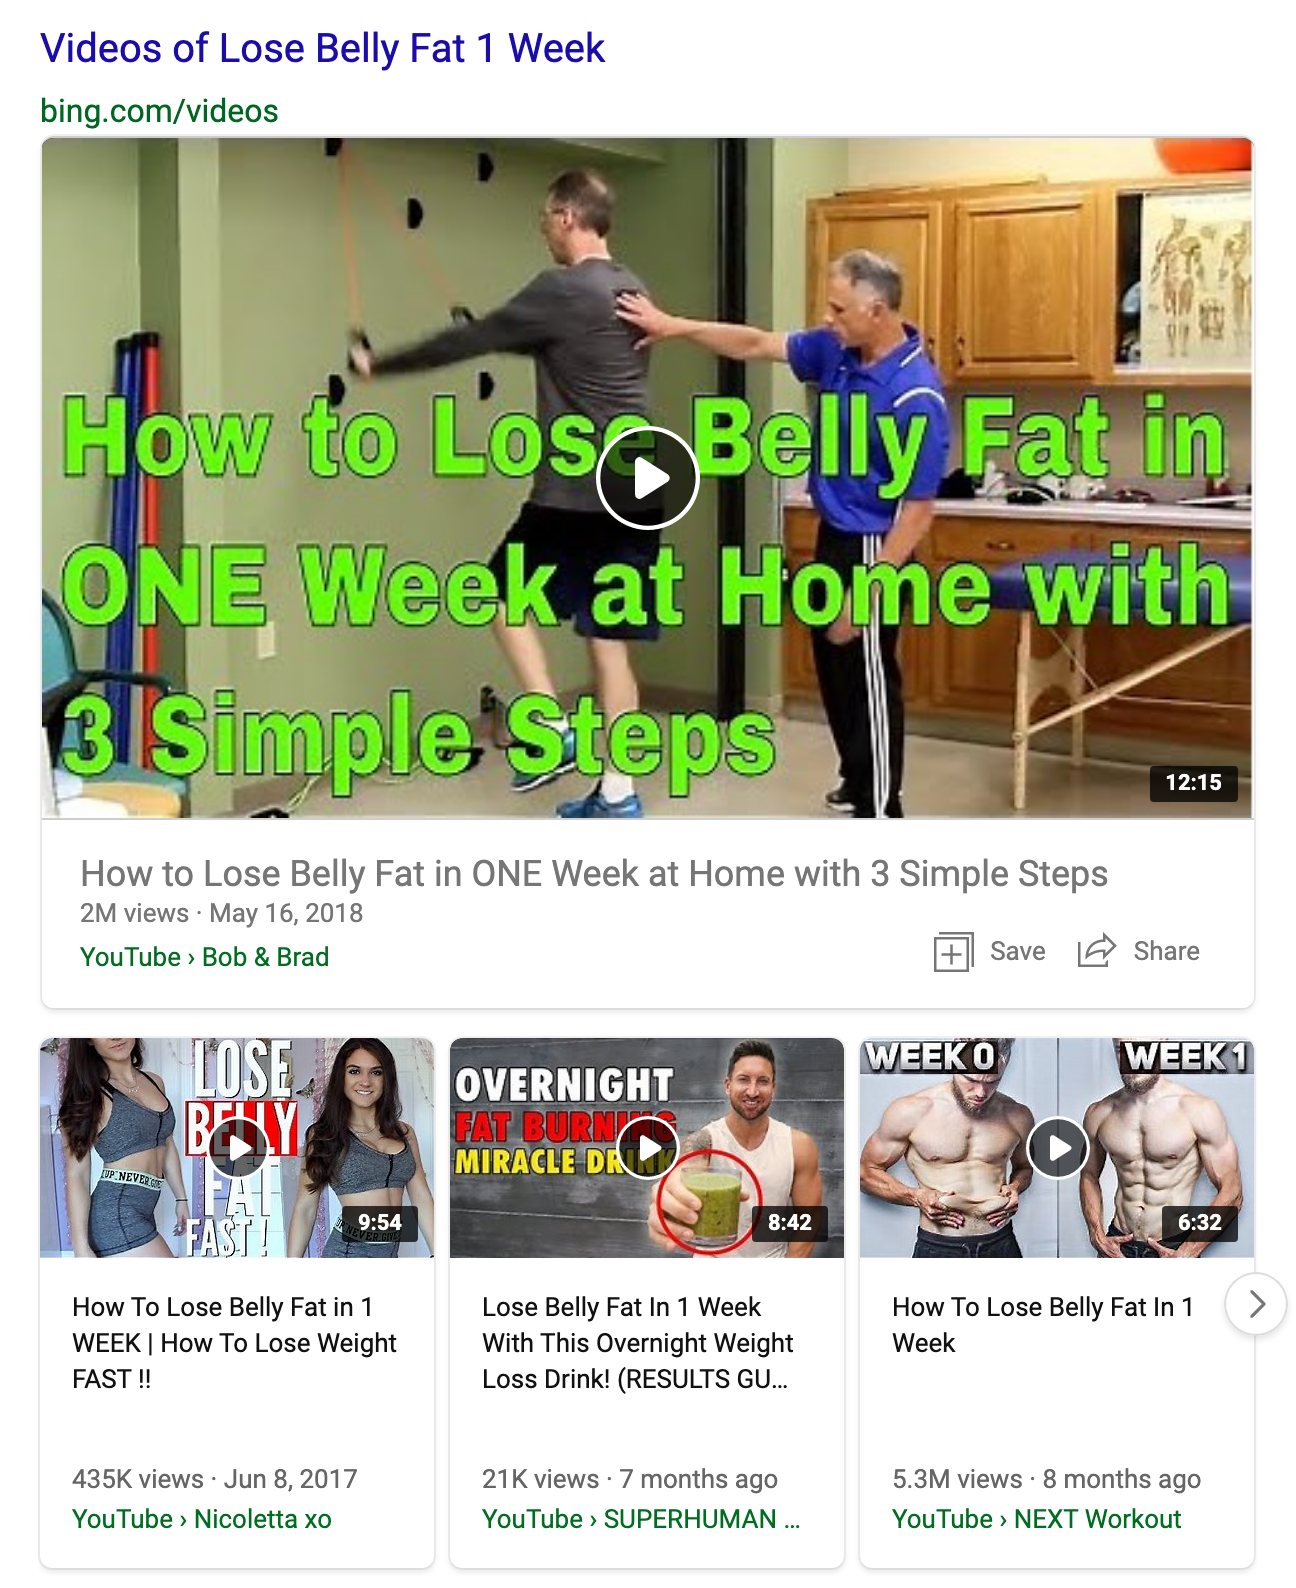 Videos of Lose Belly Fat 1 Week
bing.com/videos
How to Lose Belly Fat in
ONE Week at Home with
3 Simple Steps
12:15
How to Lose Belly Fat in ONE Week at Home with 3 Simple Steps
2M views · May 16, 2018
YouTube › Bob & Brad
Save
Share
LOSE
BELLY
FAT
FAST!
9:54
How To Lose Belly Fat in 1
WEEK | How To Lose Weight
FAST !!
435K views · Jun 8, 2017
YouTube › Nicoletta xo
OVERNIGHT
FAT BURNING
MIRACLE DRINK
8:42
Lose Belly Fat In 1 Week
With This Overnight Weight
Loss Drink! (RESULTS GU...
21K views · 7 months ago
YouTube › SUPERHUMAN ...
WEEK 0
WEEK 1
6:32
How To Lose Belly Fat In 1
Week
5.3M views · 8 months ago
YouTube › NEXT Workout